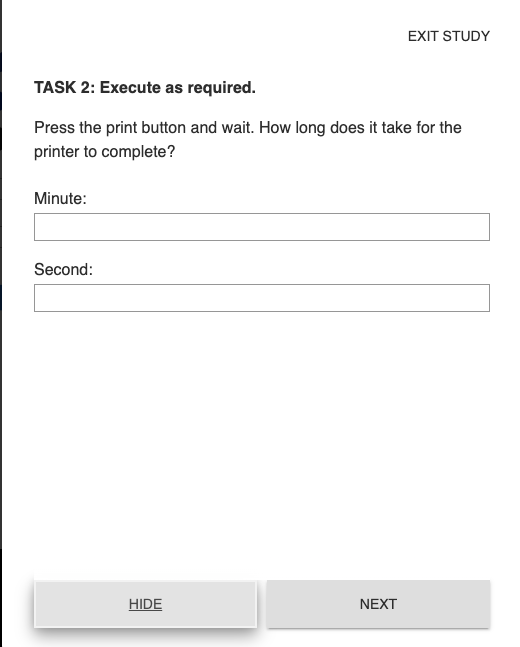 EXIT STUDY
TASK 2: Execute as required.
Press the print button and wait. How long does it take for the
printer to complete?
Minute:
Second:
HIDE
NEXT